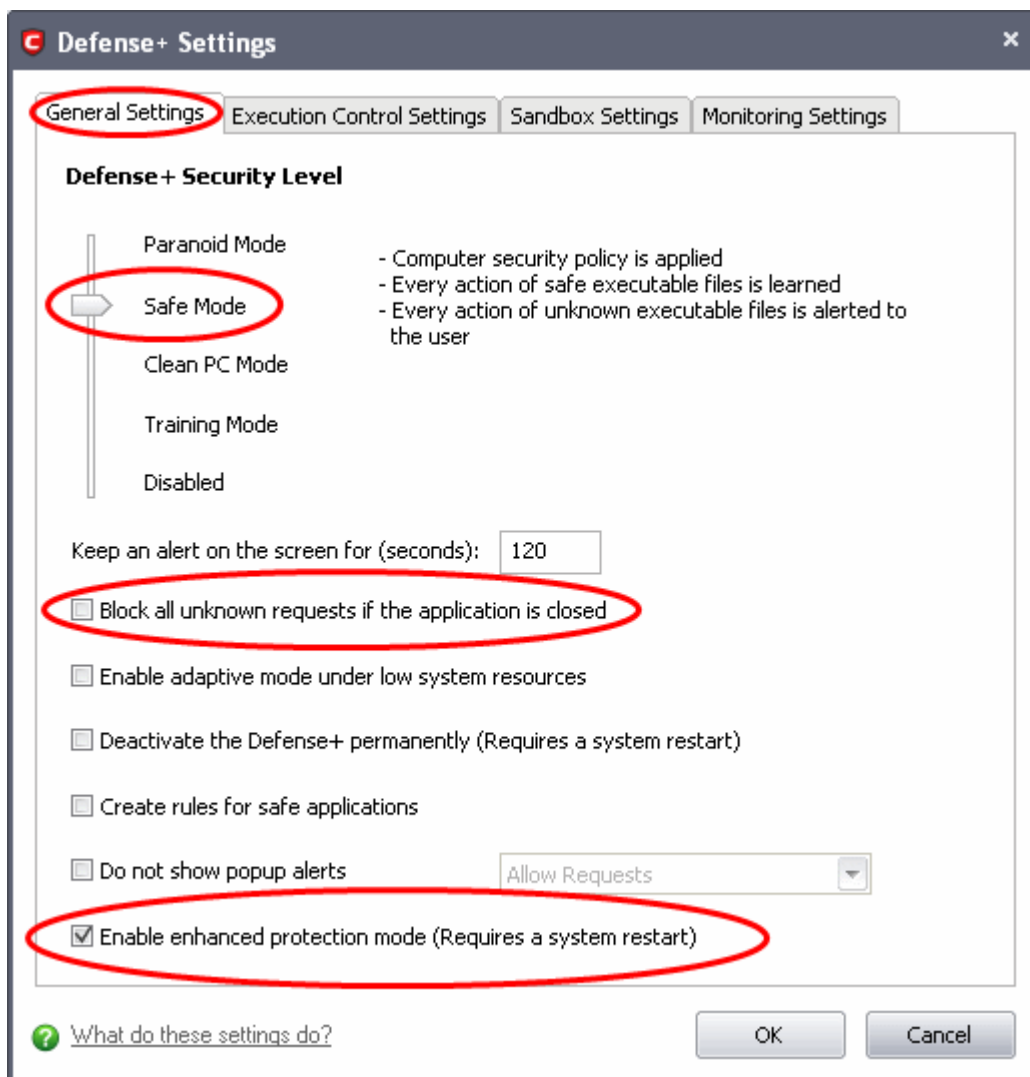 Defense+ Settings
General Settings
Execution Control Settings
Sandbox Settings
Monitoring Settings
Defense+ Security Level
Paranoid Mode
Safe Mode
Clean PC Mode
Training Mode
Disabled
- Computer security policy is applied
- Every action of safe executable files is learned
- Every action of unknown executable files is alerted to
the user
Keep an alert on the screen for (seconds): 120
Block all unknown requests if the application is closed
Enable adaptive mode under low system resources
Deactivate the Defense+ permanently (Requires a system restart)
Create rules for safe applications
Do not show popup alerts
Allow Requests
Enable enhanced protection mode (Requires a system restart)
What do these settings do?
OK
Cancel